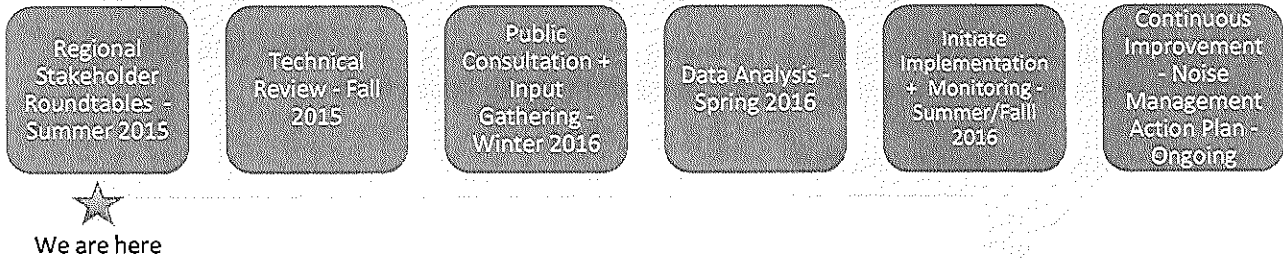 Regional
Stakeholder
Roundtables -
Summer 2015
Technical
Review - Fall
2015
Public
Consultation +
Input
Gathering -
Winter 2016
Data Analysis -
Spring 2016
Initiate
Implementation
+ Monitoring -
Summer/Falll
2016
Continuous
Improvement
- Noise
Management
Action Plan -
Ongoing
We are here